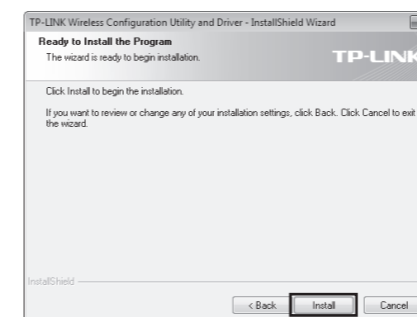 TP-LINK Wireless Configuration Utility and Driver - InstallShield Wizard
Ready to Install the Program
The wizard is ready to begin installation.
TP-LINK
Click Install to begin the installation.
If you want to review or change any of your installation settings, click Back. Click Cancel to exit
the wizard.
InstallShield
< Back
Install
Cancel